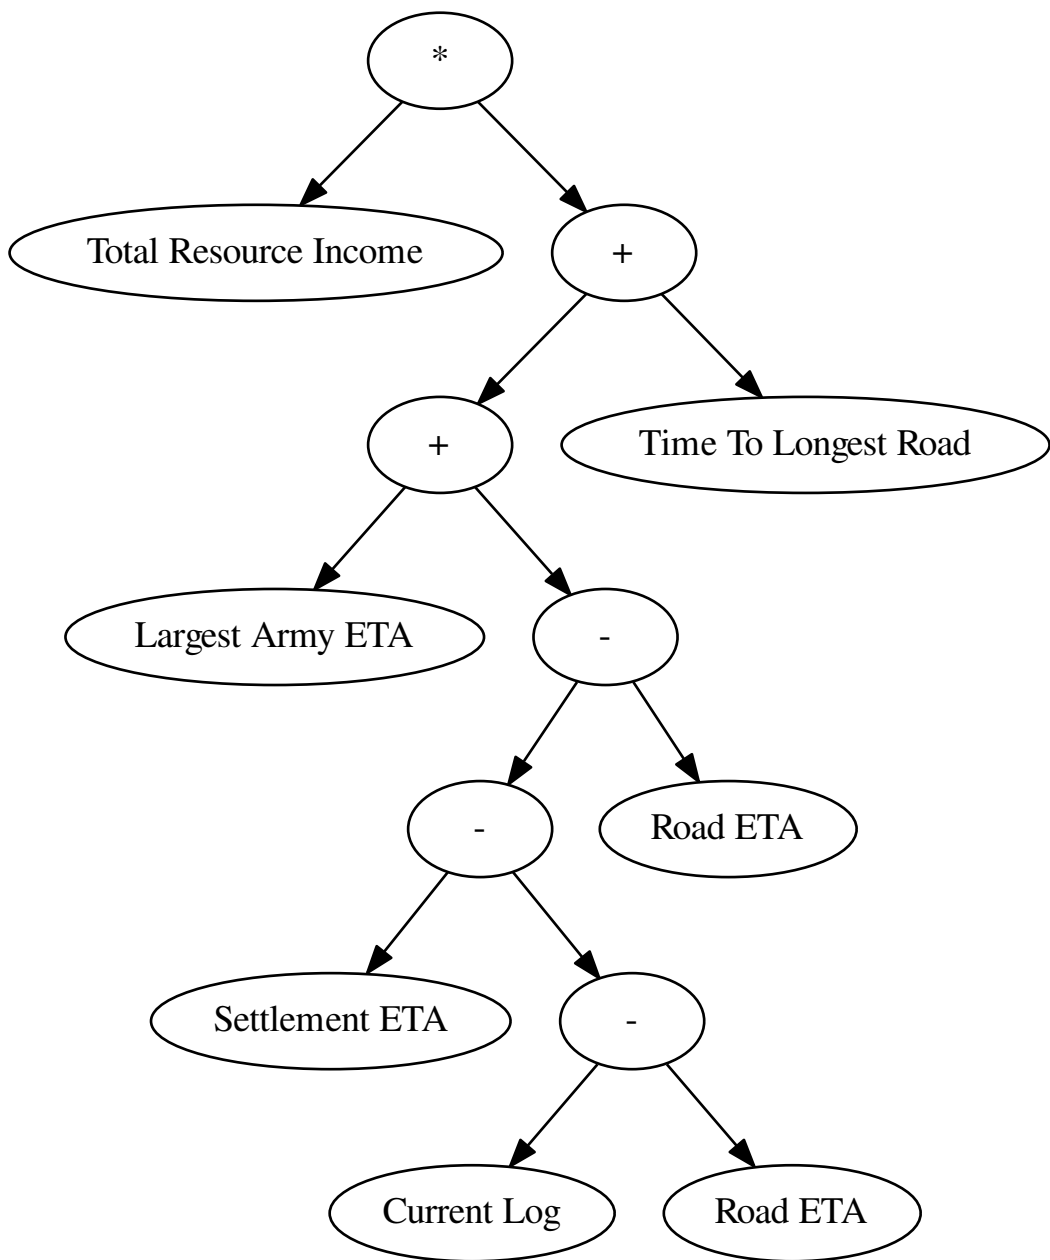 *
Total Resource Income
+
+
Time To Longest Road
Largest Army ETA
-
-
Road ETA
Settlement ETA
-
Current Log
Road ETA